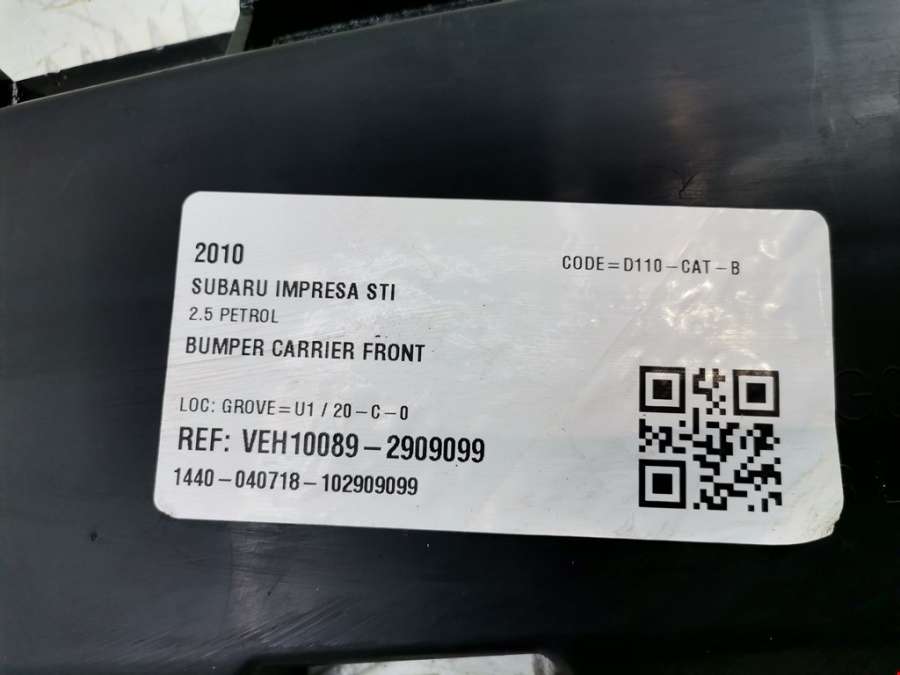 2010
CODE=D110-CAT-B
SUBARU IMPRESA STI
2.5 PETROL
BUMPER CARRIER FRONT
LOC: GROVE=U1 / 20-C-0
REF: VEH10089-2909099
1440-040718-102909099